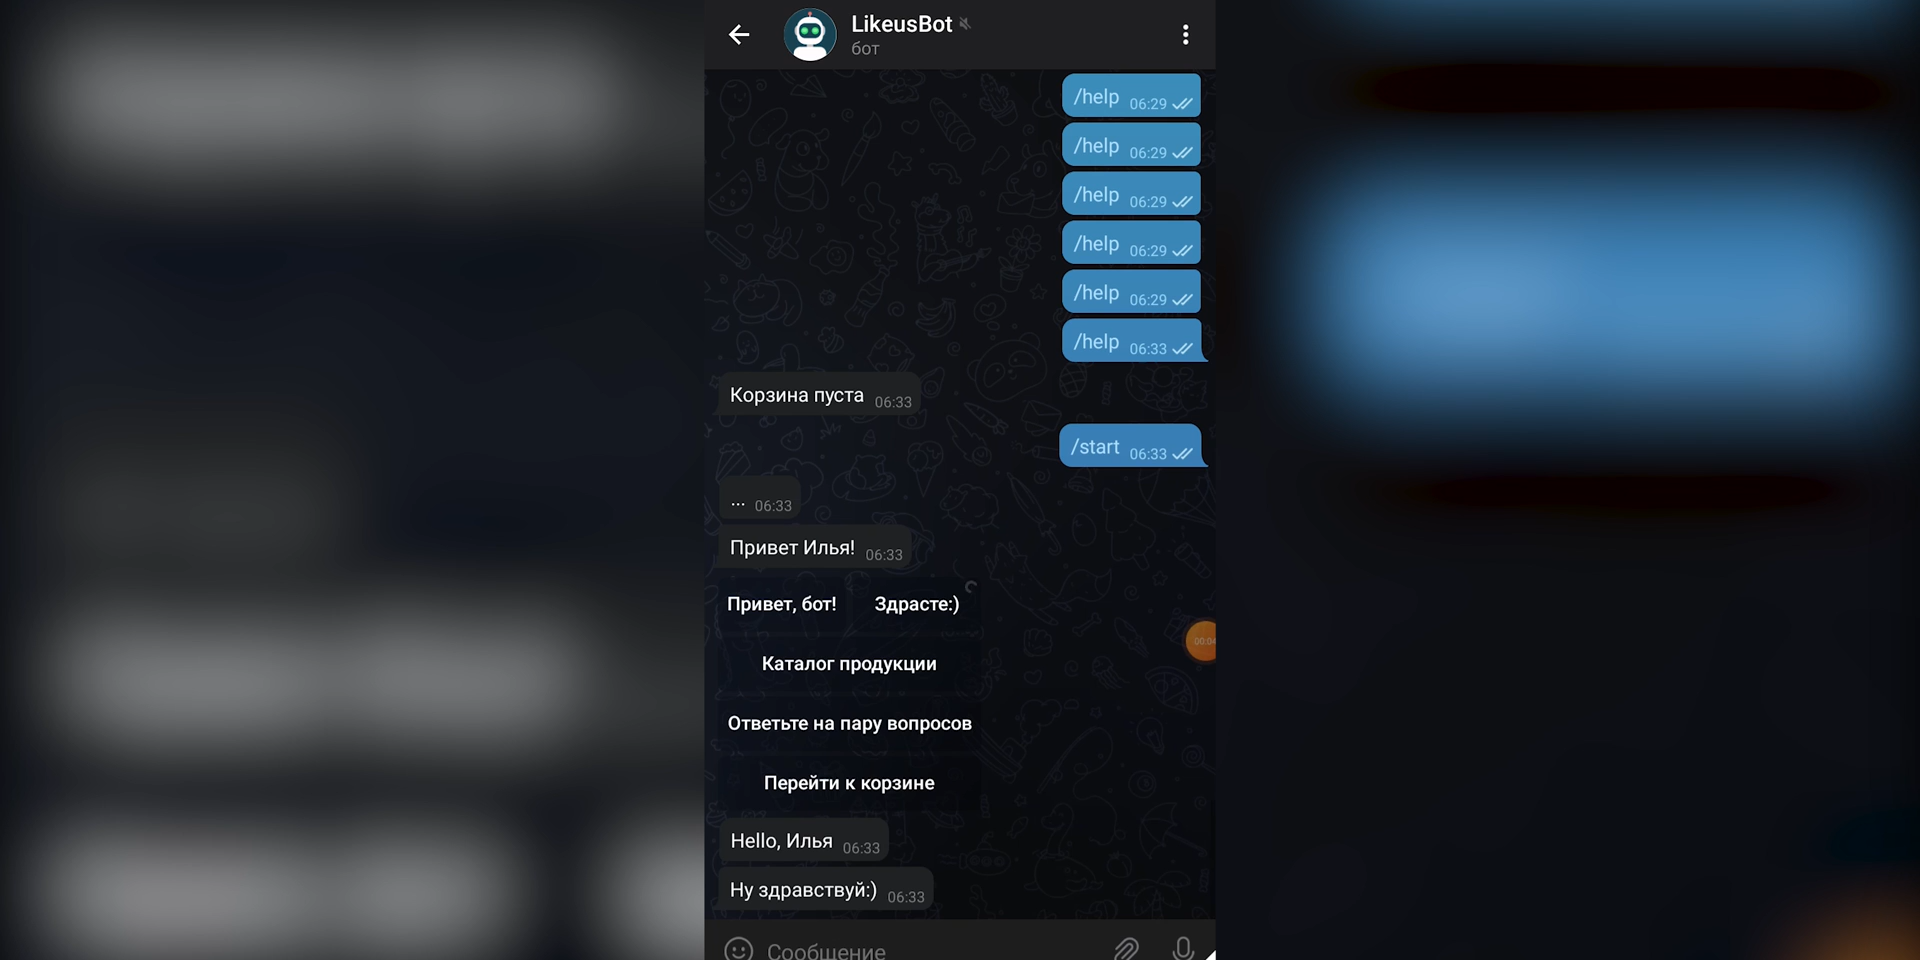 LikeusBot
бот
/help 06:29
/help 06:29
/help 06:29
/help 06:29
/help 06:29
/help 06:33
Корзина пуста 06:33
/start 06:33
... 06:33
Привет Илья! 06:33
Привет, бот! Здрасте:)
00:04
Каталог продукции
Ответьте на пару вопросов
Перейти к корзине
Hello, Илья 06:33
Ну здравствуй:) 06:33
Сообщение